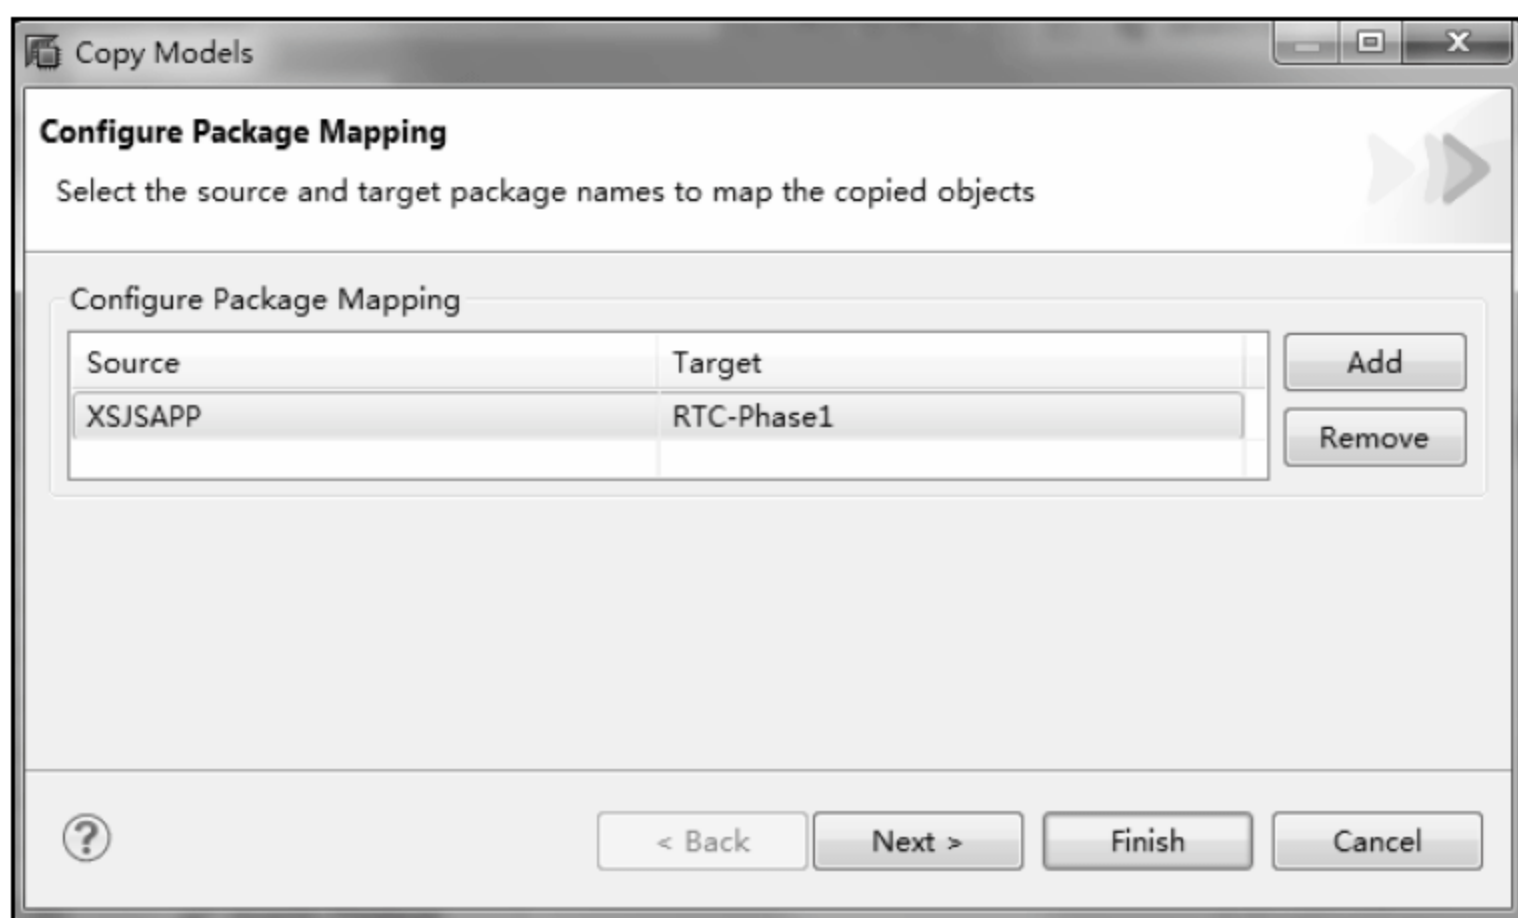 Copy Models
Configure Package Mapping
Select the source and target package names to map the copied objects
Configure Package Mapping
Source Target
XSJSAPP RTC-Phase1
Add
Remove
?
< Back Next > Finish Cancel